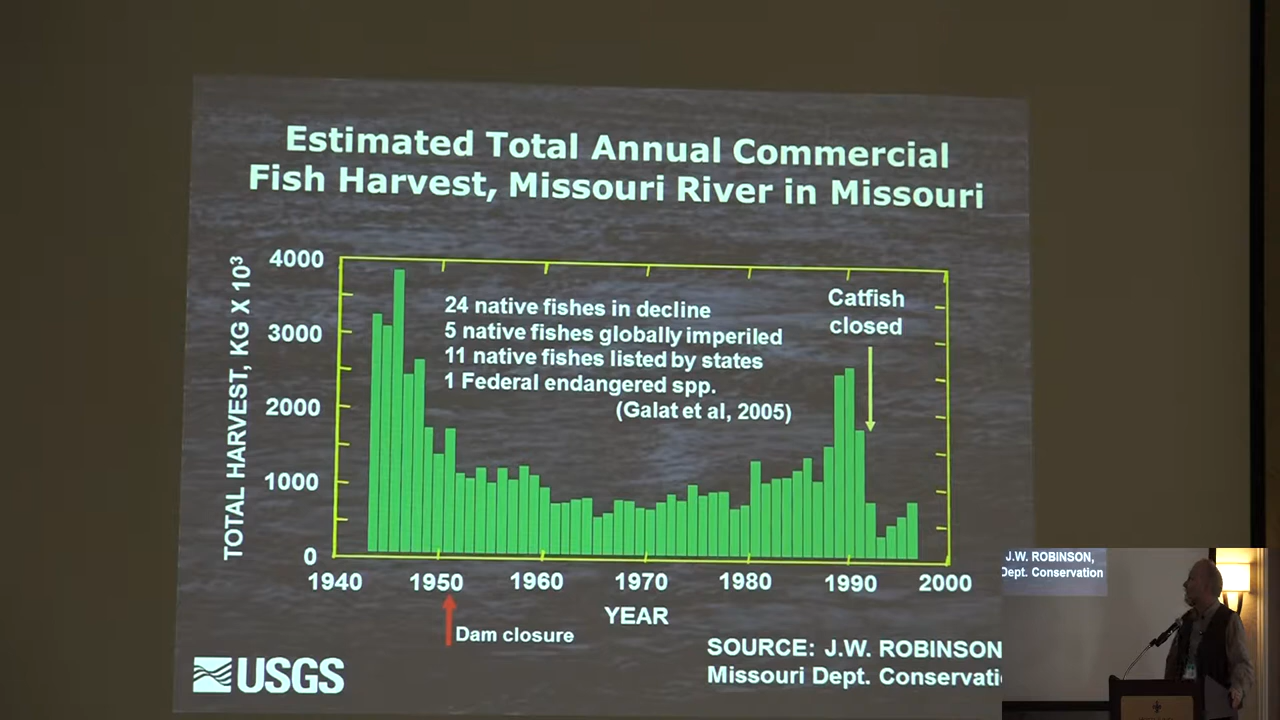 Estimated Total Annual Commercial
Fish Harvest, Missouri River in Missouri
TOTAL HARVEST, KG X 10³
4000
3000
2000
1000
0
24 native fishes in decline
5 native fishes globally imperiled
11 native fishes listed by states
1 Federal endangered spp.
(Galat et al, 2005)
Catfish
closed
1940 1950 1960 1970 1980 1990 2000
YEAR
Dam closure
SOURCE: J.W. ROBINSON
Missouri Dept. Conservati
USGS
J.W. ROBINSON,
Dept. Conservation